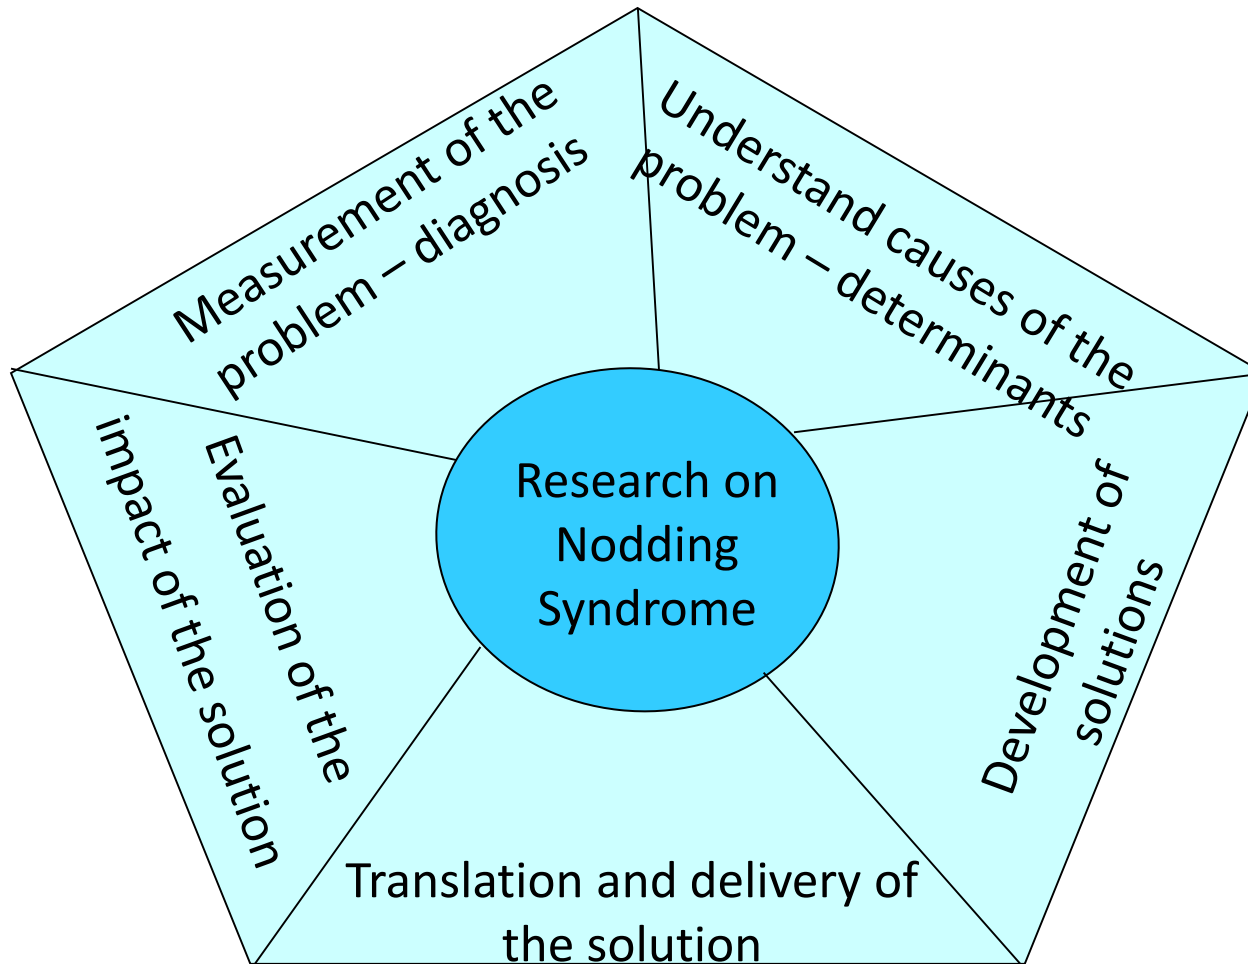 Measurement of the
problem – diagnosis
Understand causes of the
problem – determinants
Development of
solutions
Translation and delivery of
the solution
Evaluation of the
impact of the solution
Research on
Nodding
Syndrome